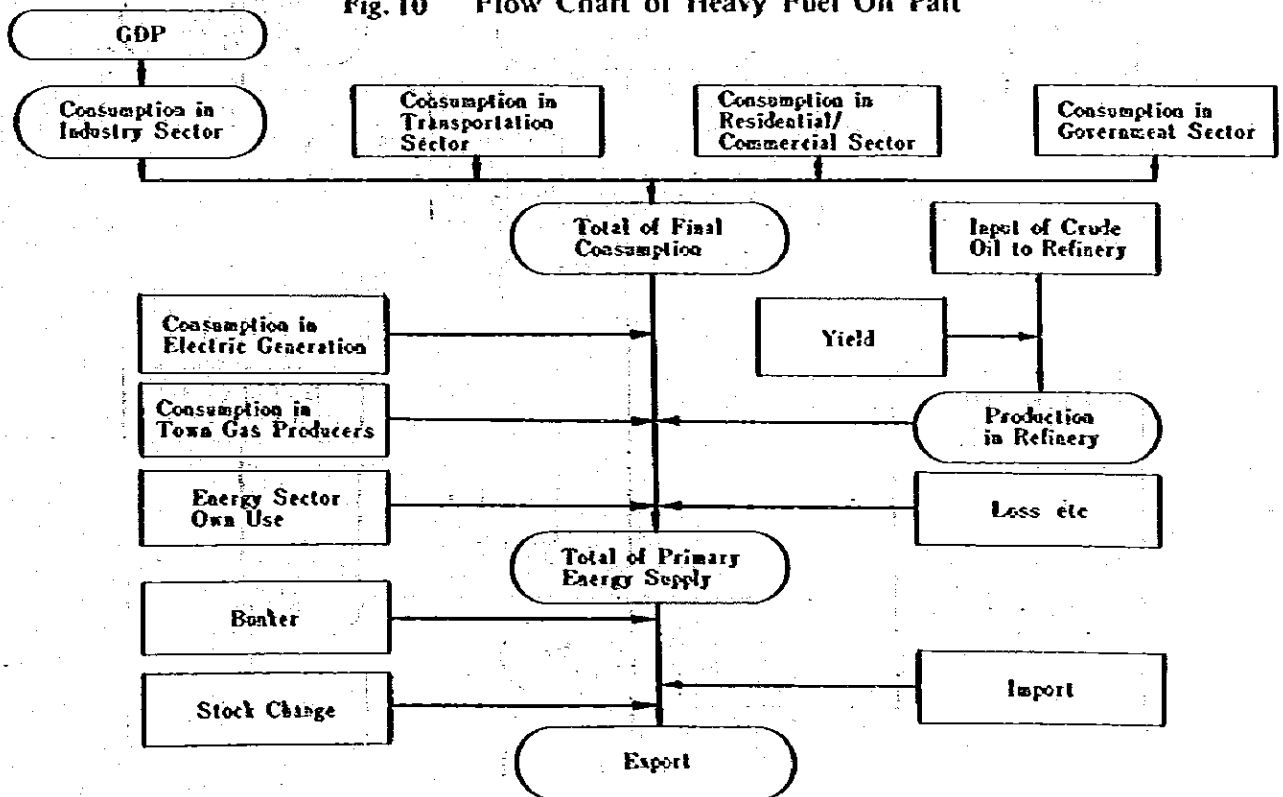 Fig. 10 Flow Chart of Heavy Fuel Oil Part
GDP
Consumption in
Industry Sector
Consumption in
Transportation
Sector
Consumption in
Residential/
Commercial Sector
Consumption in
Government Sector
Total of Final
Consumption
Input of Crude
Oil to Refinery
Consumption in
Electric Generation
Yield
Consumption in
Town Gas Producers
Production
in Refinery
Energy Sector
Own Use
Loss etc
Total of Primary
Energy Supply
Bunker
Import
Stock Change
Export